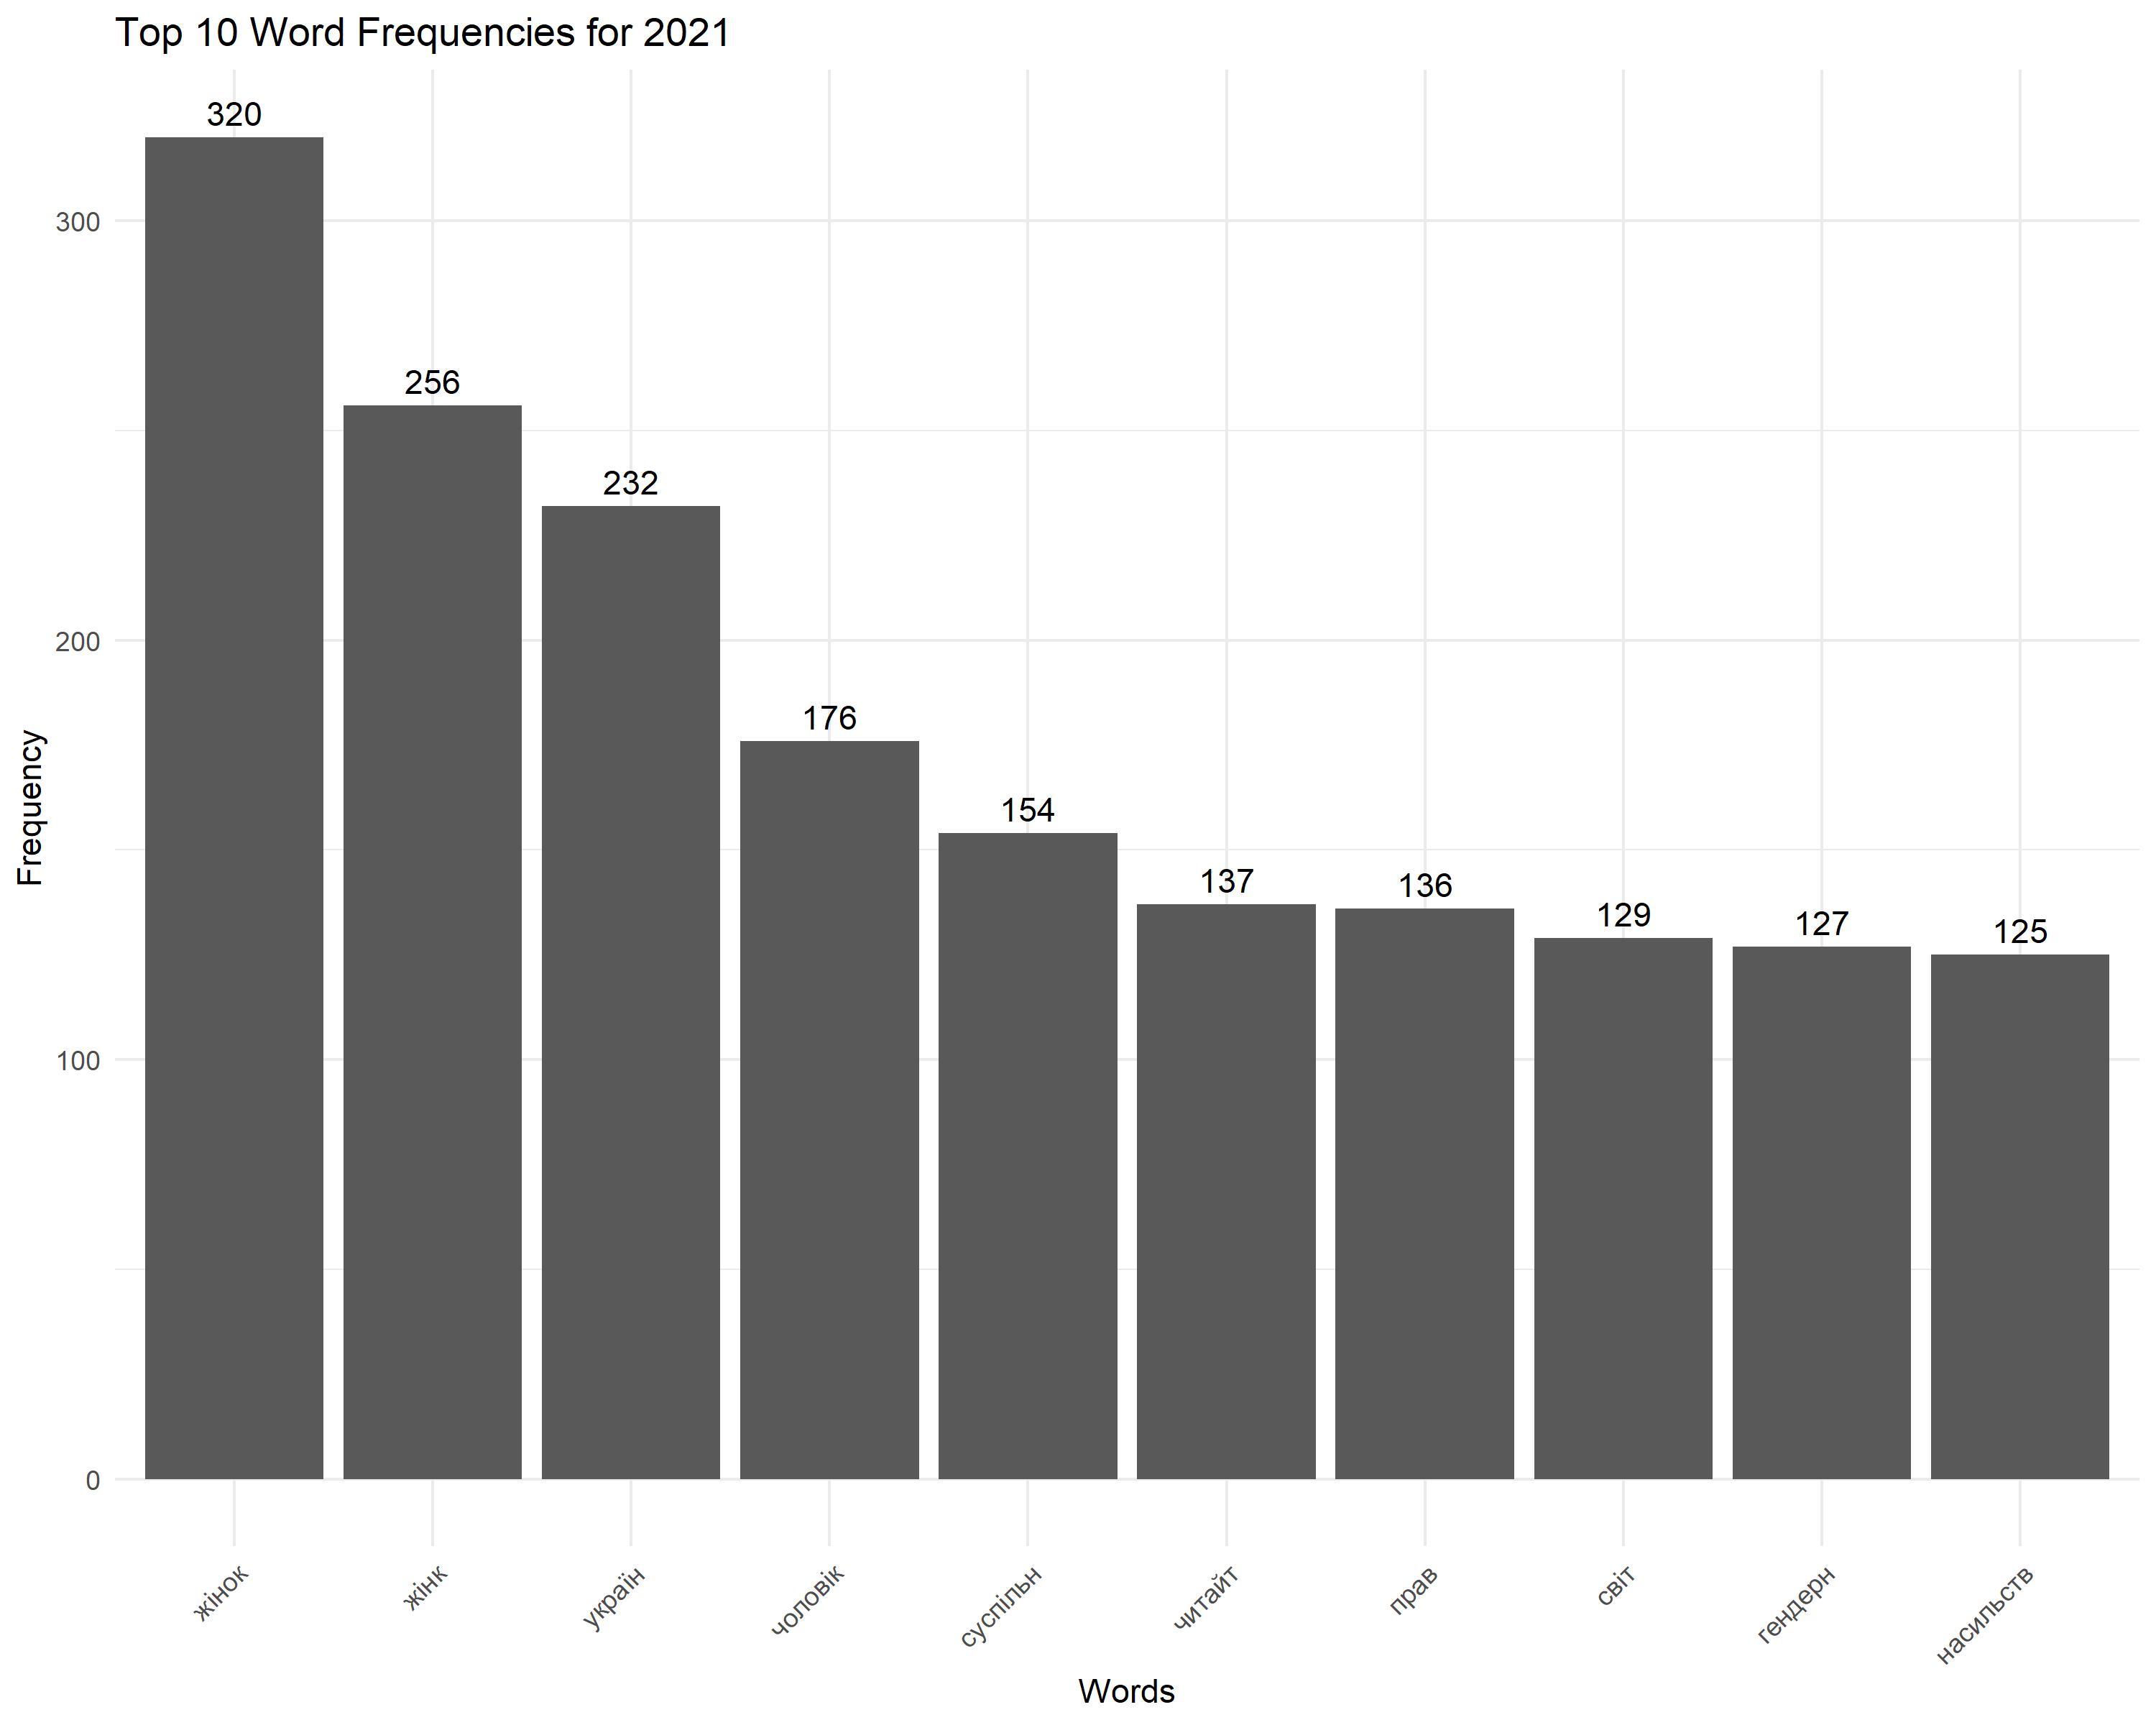 Top 10 Word Frequencies for 2021
320
256
232
176
154
137
136
129
127
125
300
200
100
0
Frequency
жінок
жінк
україн
чоловік
суспільн
читайт
прав
світ
гендерн
насильств
Words